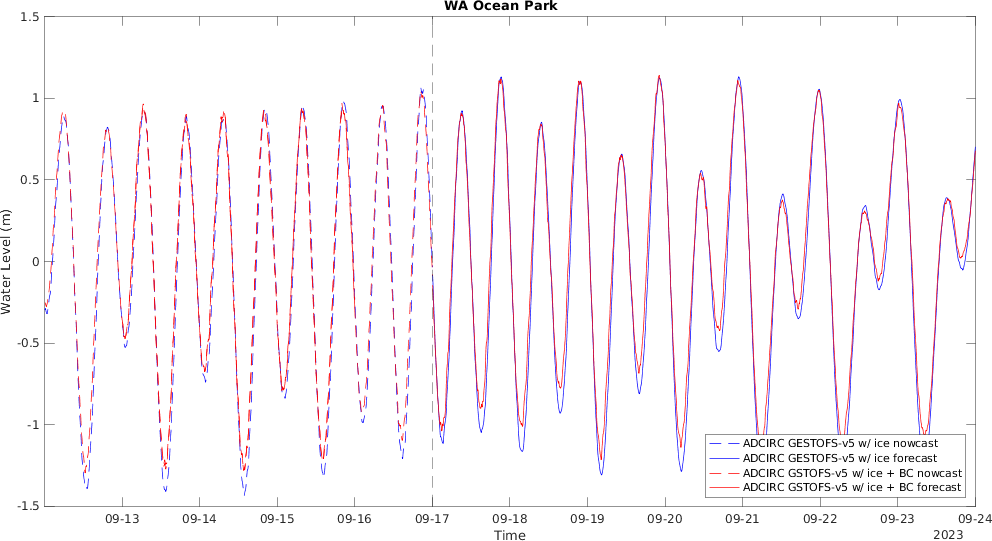 WA Ocean Park
1.5
1
0.5
0
-0.5
-1
-1.5
Water Level (m)
ADCIRC GESTOFS-v5 w/ ice nowcast
ADCIRC GESTOFS-v5 w/ ice forecast
ADCIRC GSTOFS-v5 w/ ice + BC nowcast
ADCIRC GSTOFS-v5 w/ ice + BC forecast
09-13 09-14 09-15 09-16 09-17 09-18 09-19 09-20 09-21 09-22 09-23 09-24
Time
2023